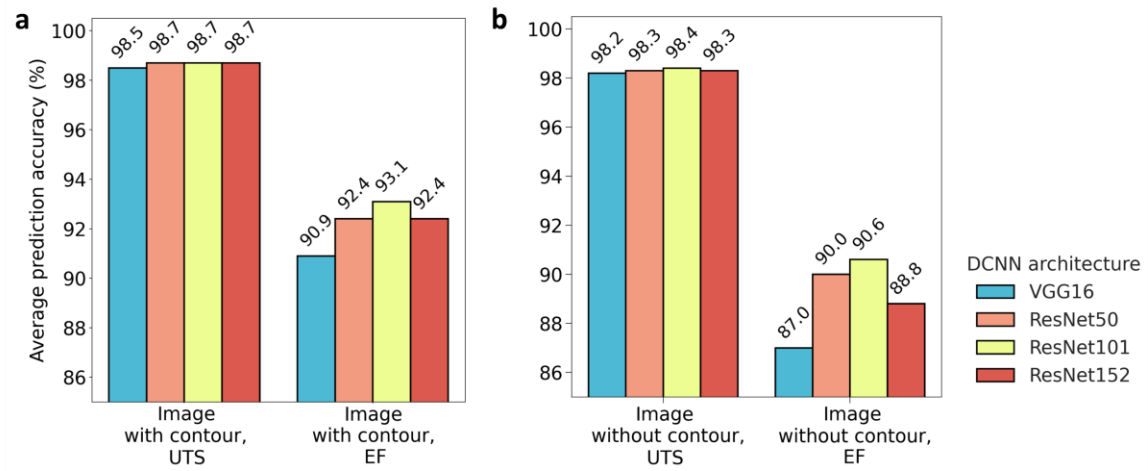 a
Average prediction accuracy (%)
100
98
96
94
92
90
88
86
98.5
98.7
98.7
98.7
90.9
92.4
93.1
92.4
Image
with contour,
UTS
Image
with contour,
EF
b
100
98
96
94
92
90
88
86
98.2
98.3
98.4
98.3
87.0
90.0
90.6
88.8
Image
without contour,
UTS
Image
without contour,
EF
DCNN architecture
VGG16
ResNet50
ResNet101
ResNet152